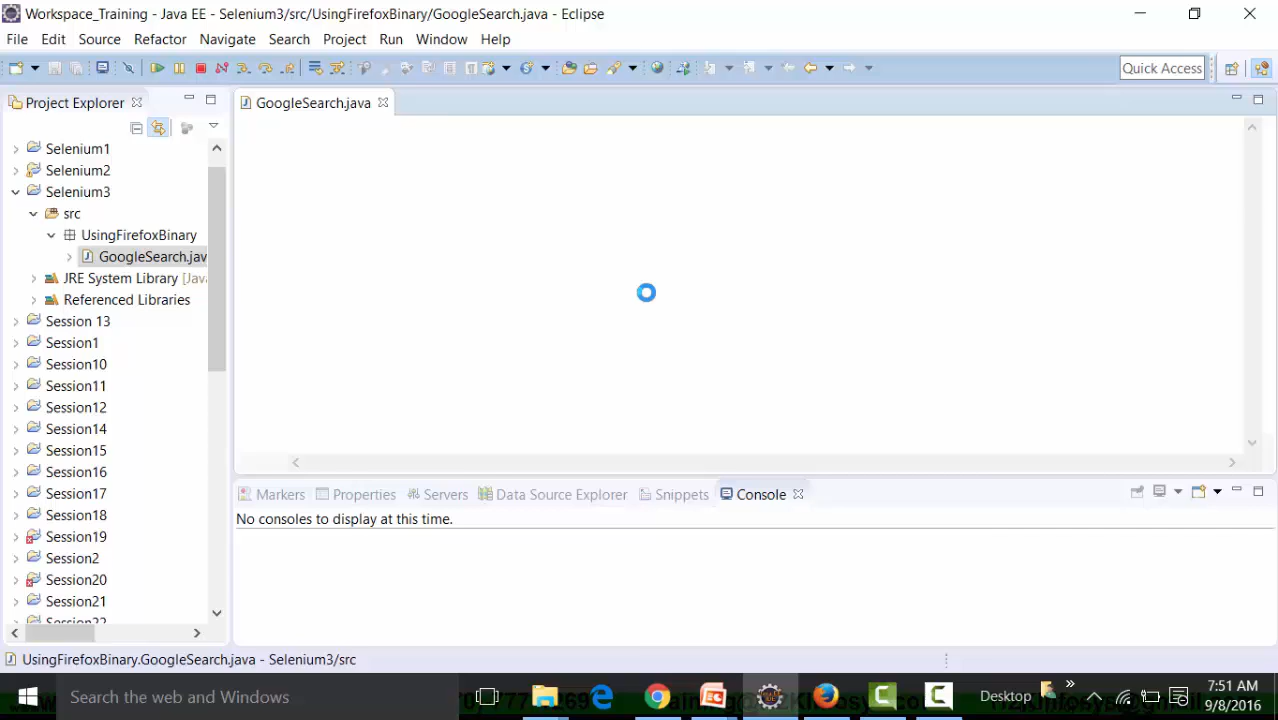 Workspace_Training - Java EE - Selenium3/src/UsingFirefoxBinary/GoogleSearch.java - Eclipse
File Edit Source Refactor Navigate Search Project Run Window Help
Quick Access
Project Explorer
GoogleSearch.java
Selenium1
Selenium2
Selenium3
src
UsingFirefoxBinary
GoogleSearch.jav
JRE System Library [Java
Referenced Libraries
Session 13
Session1
Session10
Session11
Session12
Session14
Session15
Session16
Session17
Session18
Session19
Session2
Session20
Session21
Session22
Markers Properties Servers Data Source Explorer Snippets Console
No consoles to display at this time.
UsingFirefoxBinary.GoogleSearch.java - Selenium3/src
Search the web and Windows
Desktop
7:51 AM
9/8/2016